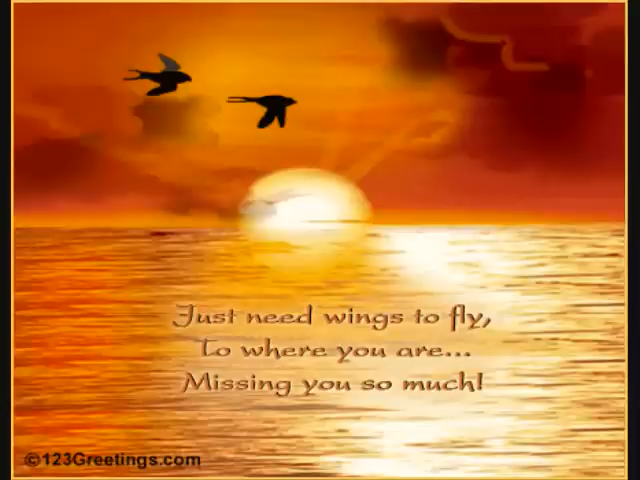 Just need wings to fly,
To where you are...
Missing you so much!
©123Greetings.com